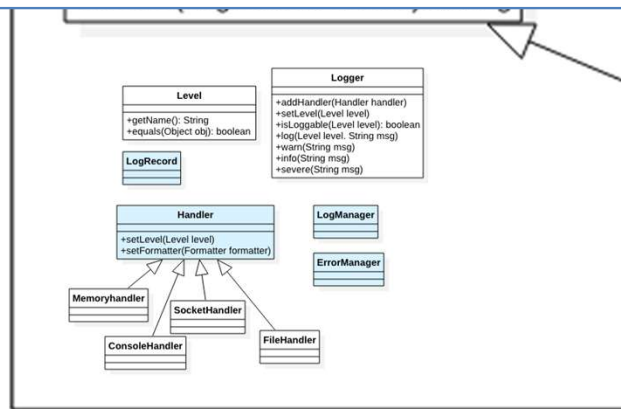 Logger
+addHandler(Handler handler)
+setLevel(Level level)
+isLoggable(Level level): boolean
+log(Level level. String msg)
+warn(String msg)
+info(String msg)
+severe(String msg)
Level
+getName(): String
+equals(Object obj): boolean
LogRecord
Handler
+setLevel(Level level)
+setFormatter(Formatter formatter)
LogManager
ErrorManager
Memoryhandler
SocketHandler
ConsoleHandler
FileHandler